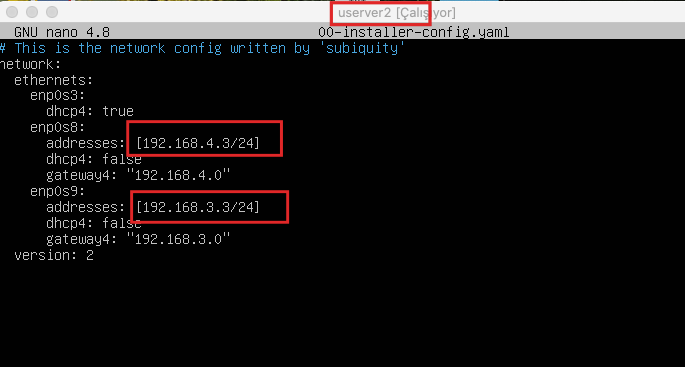 userver2 [Çalışıyor]
GNU nano 4.8 00-installer-config.yaml
# This is the network config written by 'subiquity'
network:
  ethernets:
    enp0s3:
      dhcp4: true
    enp0s8:
      addresses: [192.168.4.3/24]
      dhcp4: false
      gateway4: "192.168.4.0"
    enp0s9:
      addresses: [192.168.3.3/24]
      dhcp4: false
      gateway4: "192.168.3.0"
  version: 2